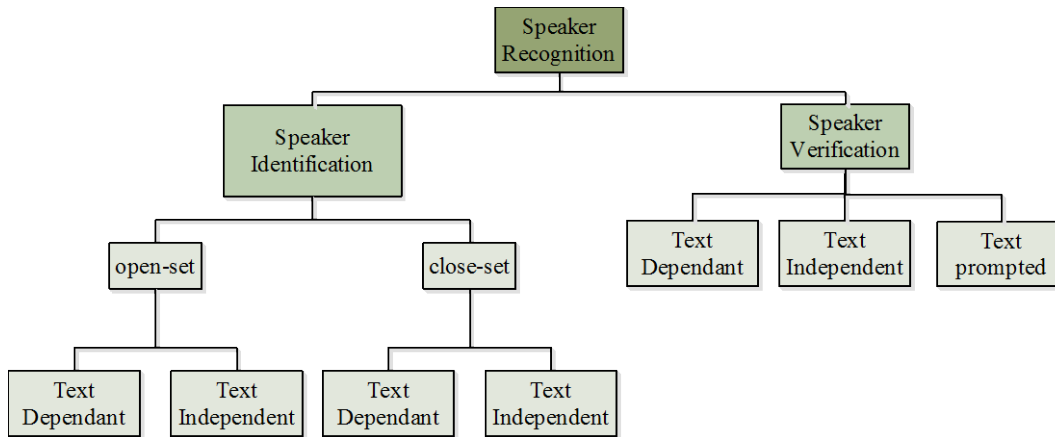 Speaker
Recognition
Speaker
Identification
Speaker
Verification
open-set
close-set
Text
Dependant
Text
Independent
Text
prompted
Text
Dependant
Text
Independent
Text
Dependant
Text
Independent